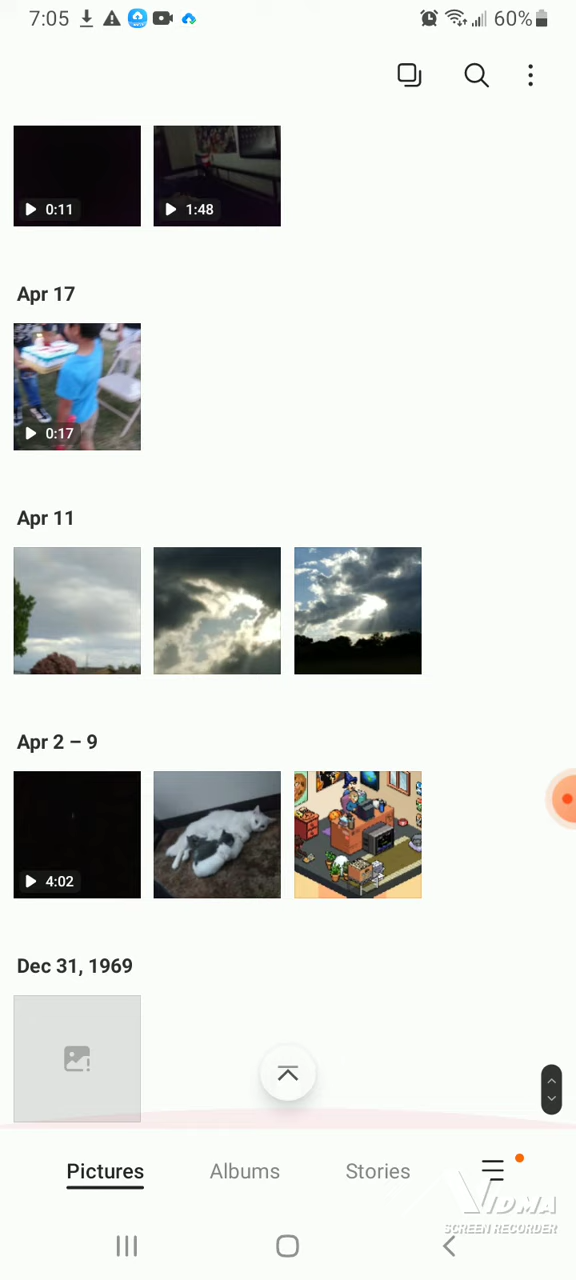 7:05 60%
0:11 1:48
Apr 17
0:17
Apr 11
Apr 2 – 9
4:02
Dec 31, 1969
Pictures Albums Stories
VIDMA
SCREEN RECORDER